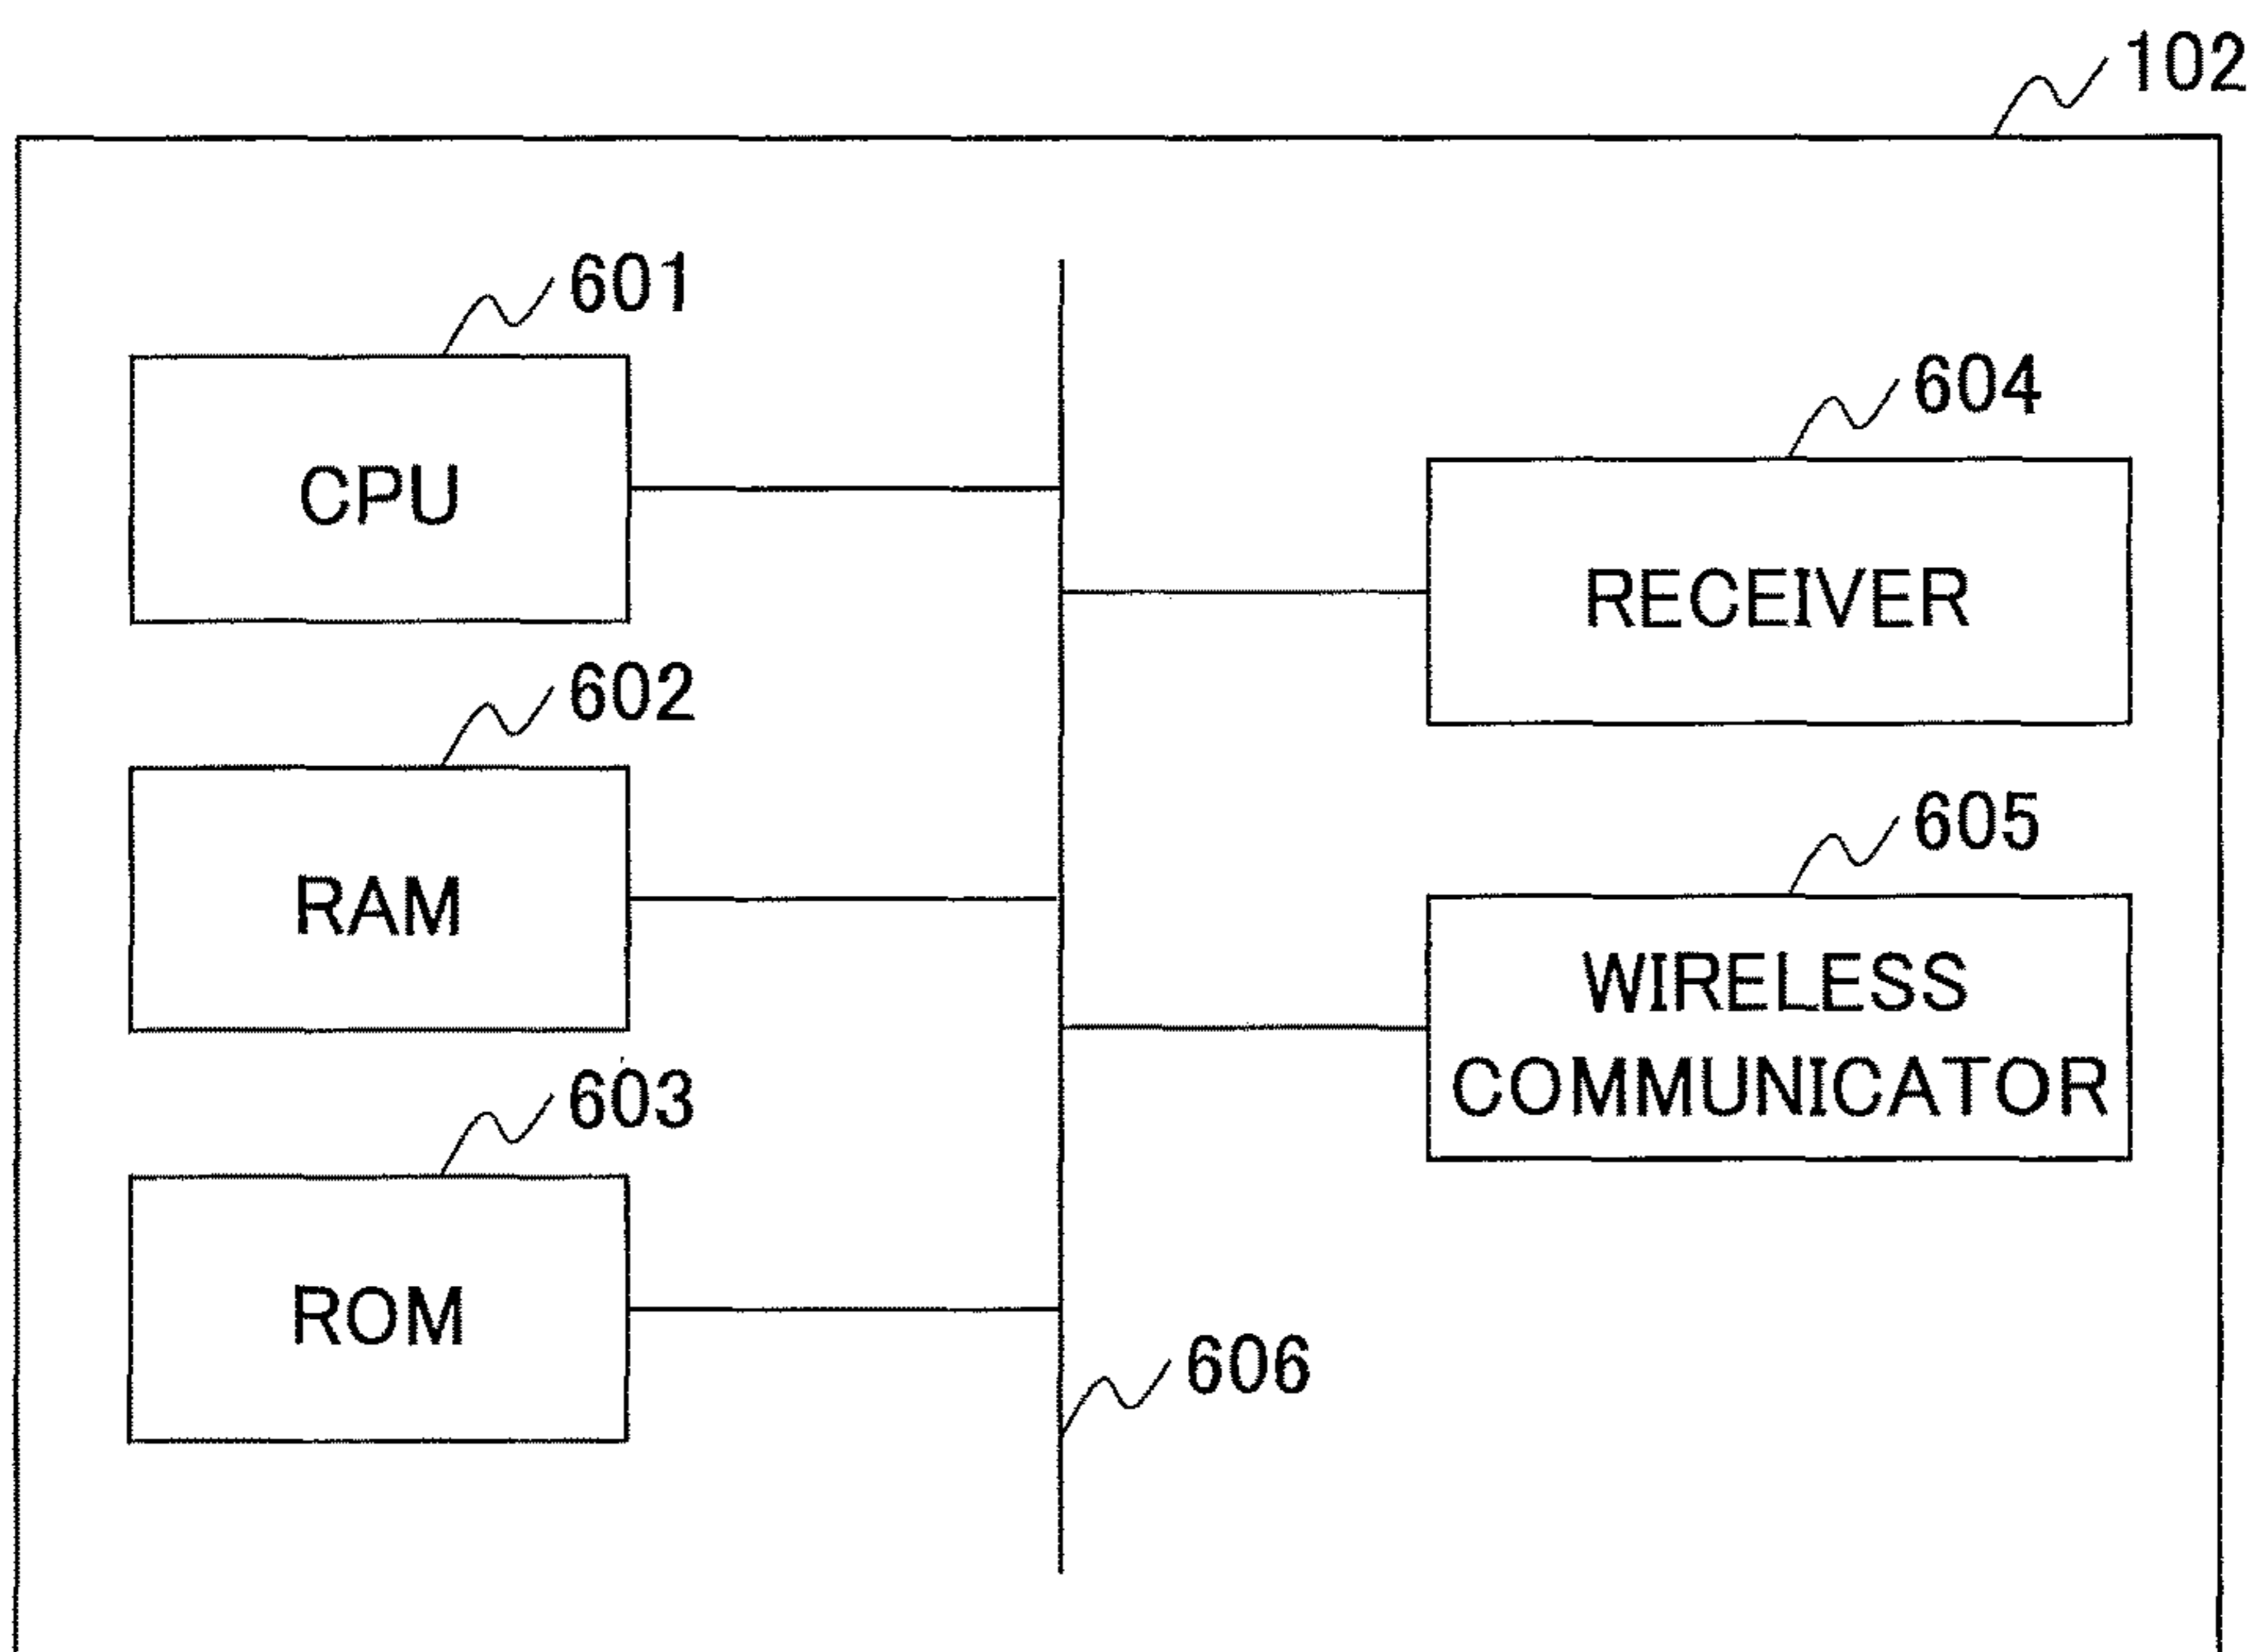 102
601
CPU
604
RECEIVER
602
RAM
605
WIRELESS
COMMUNICATOR
603
ROM
606